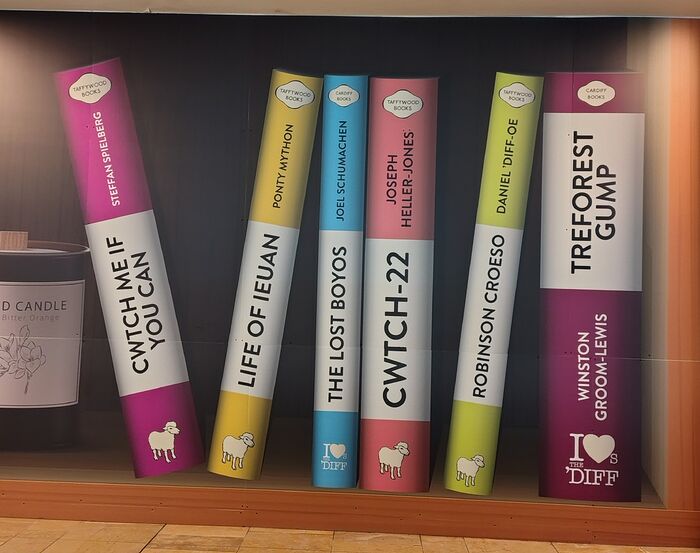 D CANDLE
Bitter Orange
TAFFYWOOD
BOOKS
STEFFAN SPIELBERG
CWTCH ME IF
YOU CAN
TAFFYWOOD
BOOKS
PONTY MYTHON
LIFE OF IEUAN
CARDIFF
BOOKS
JOEL SCHUMACHEN
THE LOST BOYOS
I ♥'S
THE
'DIFF
TAFFYWOOD
BOOKS
JOSEPH
HELLER-JONES
CWTCH-22
TAFFYWOOD
BOOKS
DANIEL 'DIFF-OE
ROBINSON CROESO
CARDIFF
BOOKS
TREFOREST
GUMP
WINSTON
GROOM-LEWIS
I ♥'S
THE
'DIFF